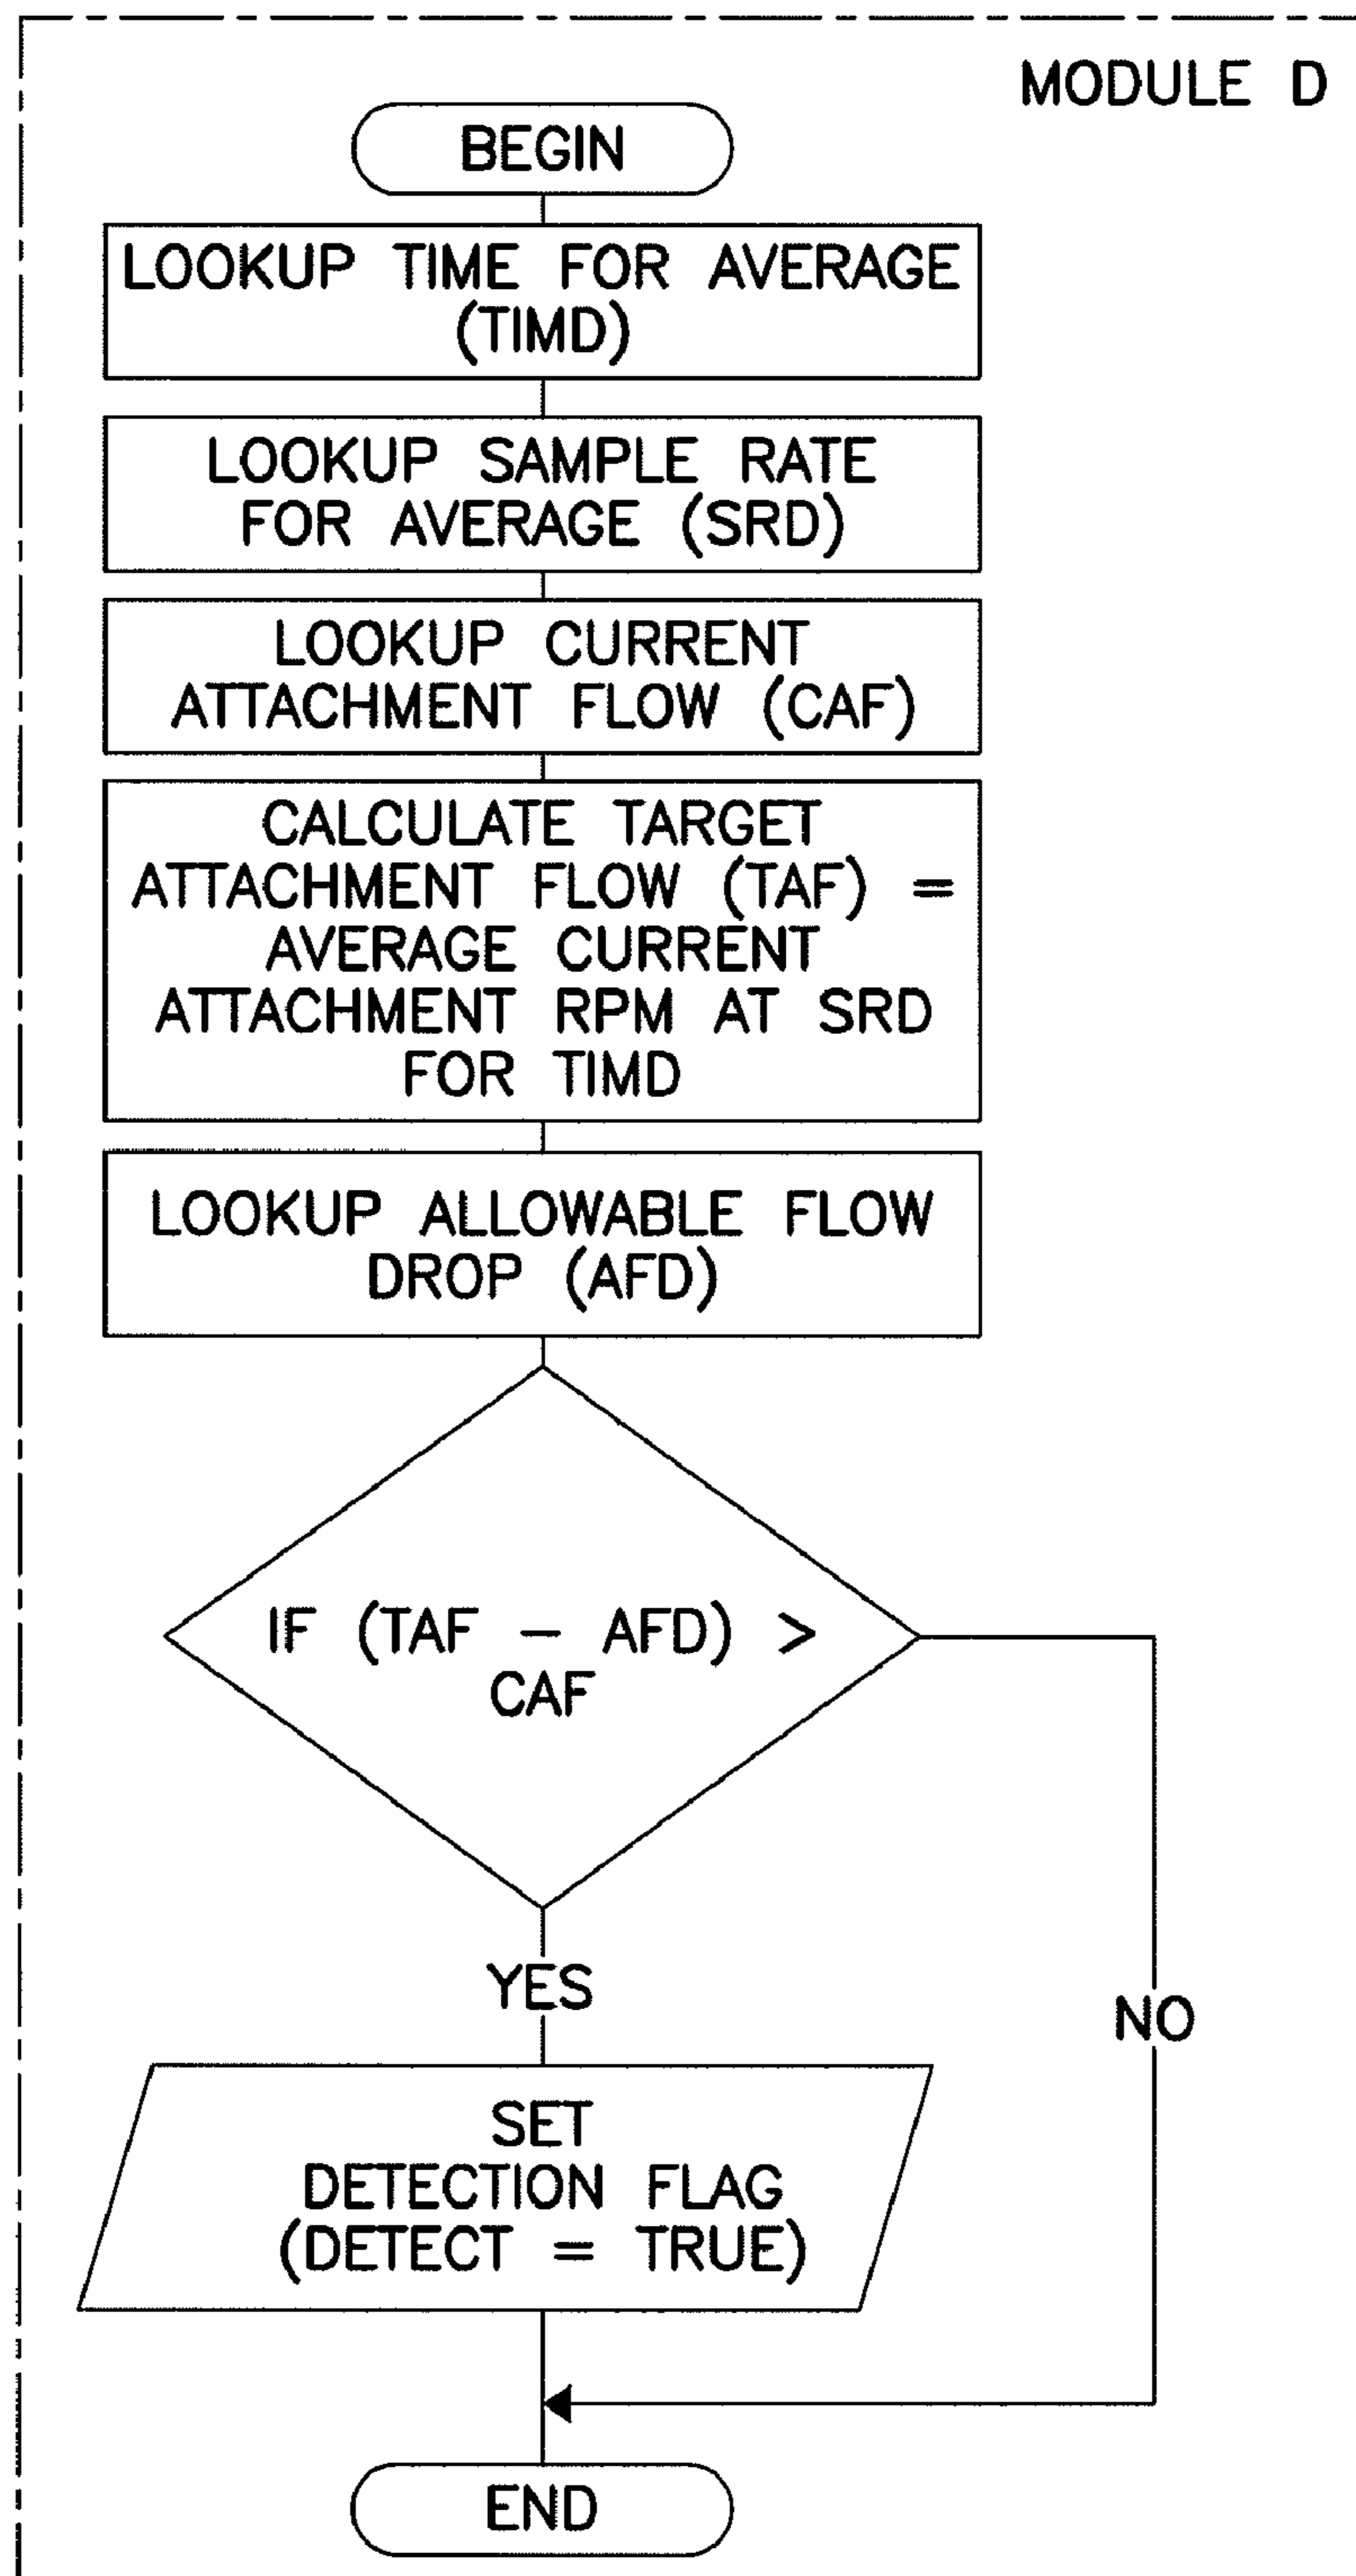 MODULE D
BEGIN
LOOKUP TIME FOR AVERAGE
(TIMD)
LOOKUP SAMPLE RATE
FOR AVERAGE (SRD)
LOOKUP CURRENT
ATTACHMENT FLOW (CAF)
CALCULATE TARGET
ATTACHMENT FLOW (TAF) =
AVERAGE CURRENT
ATTACHMENT RPM AT SRD
FOR TIMD
LOOKUP ALLOWABLE FLOW
DROP (AFD)
IF (TAF – AFD) >
CAF
YES
NO
SET
DETECTION FLAG
(DETECT = TRUE)
END